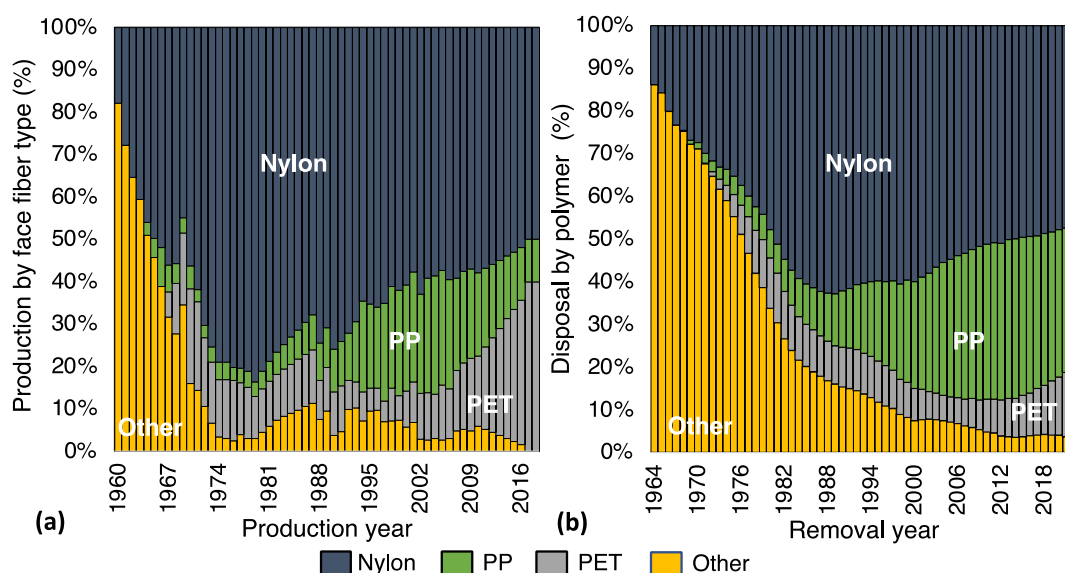 100%
90%
80%
70%
60%
50%
40%
30%
20%
10%
0%
Production by face fiber type (%)
Nylon
PP
PET
Other
1960
1967
1974
1981
1988
1995
2002
2009
2016
(a)
Production year
100%
90%
80%
70%
60%
50%
40%
30%
20%
10%
0%
Disposal by polymer (%)
Nylon
PP
PET
Other
1964
1970
1976
1982
1988
1994
2000
2006
2012
2018
(b)
Removal year
Nylon PP PET Other